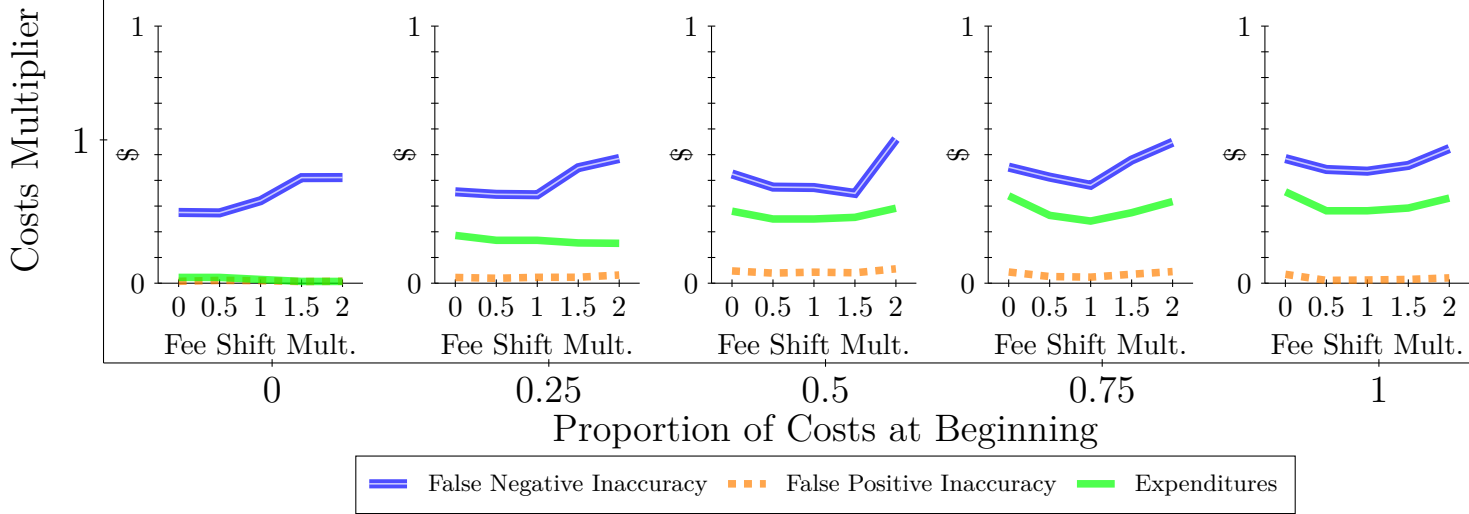 Costs Multiplier
1
1 1 1 1 1
$ $ $ $ $
0 0 0 0 0
0 0.5 1 1.5 2 0 0.5 1 1.5 2 0 0.5 1 1.5 2 0 0.5 1 1.5 2 0 0.5 1 1.5 2
Fee Shift Mult. Fee Shift Mult. Fee Shift Mult. Fee Shift Mult. Fee Shift Mult.
0 0.25 0.5 0.75 1
Proportion of Costs at Beginning
False Negative Inaccuracy False Positive Inaccuracy Expenditures